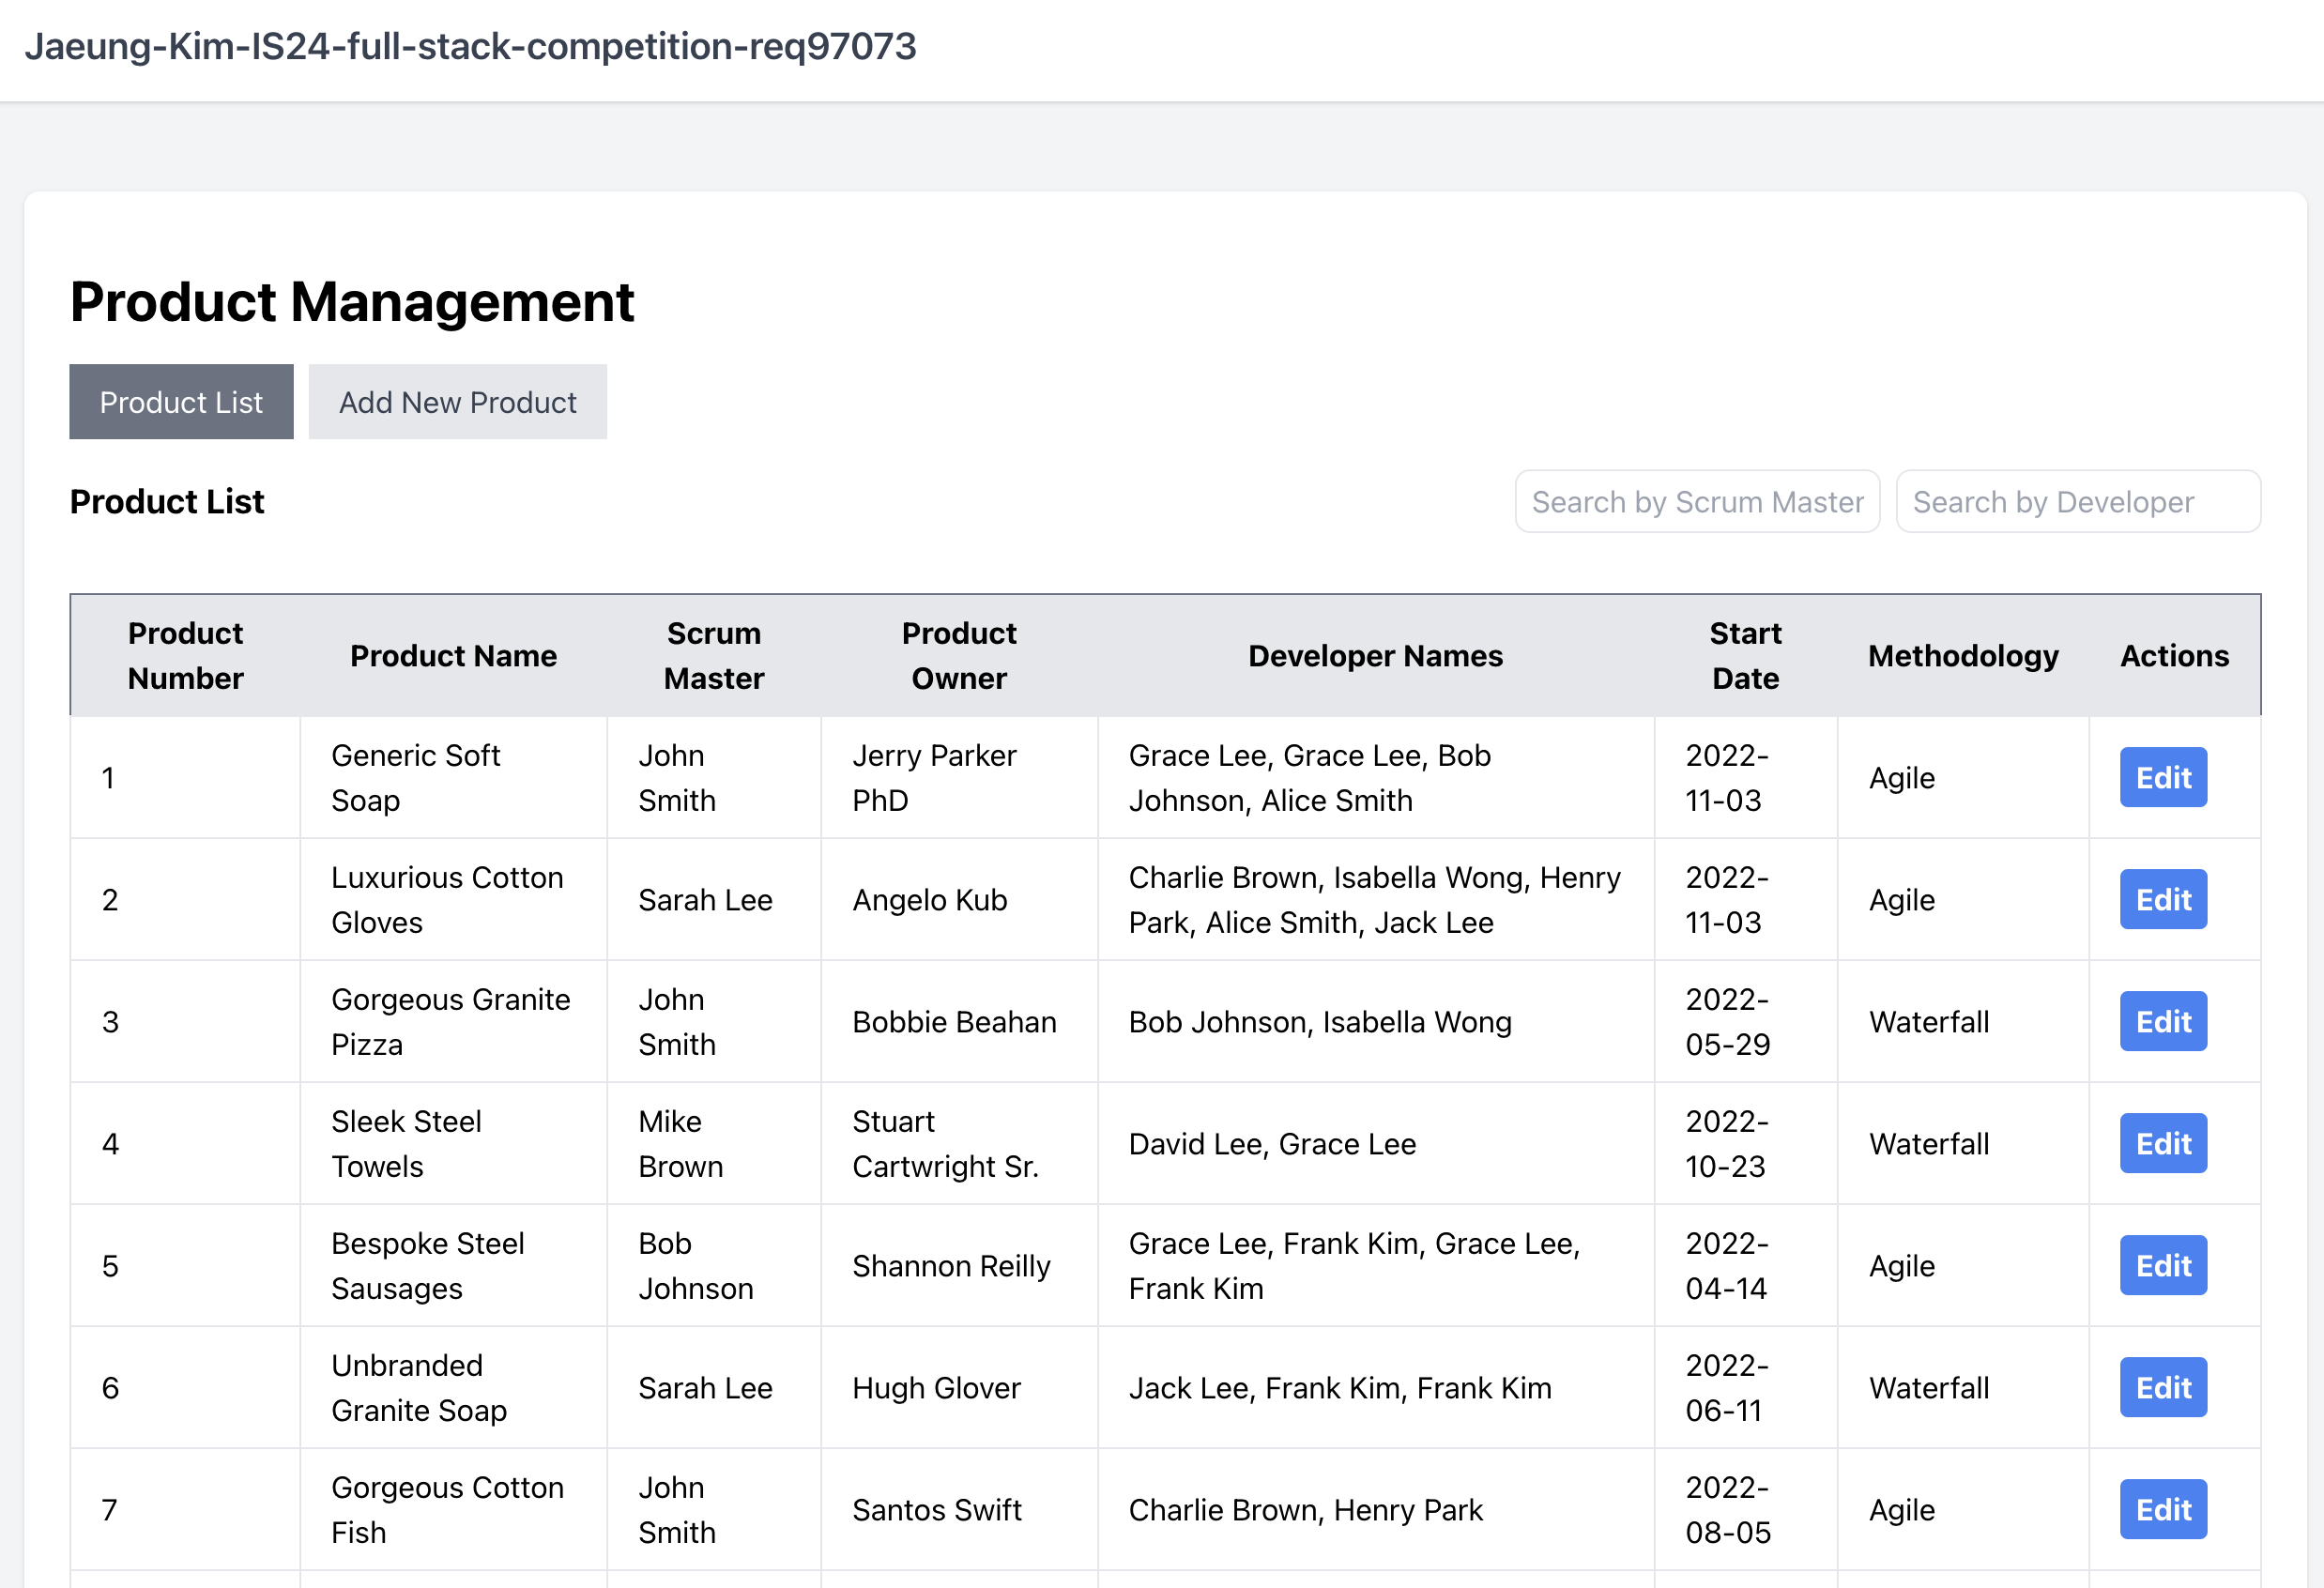 Jaeung-Kim-IS24-full-stack-competition-req97073
Product Management
Product List
Add New Product
Product List
Search by Scrum Master
Search by Developer
Product Number
Product Name
Scrum Master
Product Owner
Developer Names
Start Date
Methodology
Actions
1
Generic Soft
Soap
John
Smith
Jerry Parker
PhD
Grace Lee, Grace Lee, Bob
Johnson, Alice Smith
2022-
11-03
Agile
Edit
2
Luxurious Cotton
Gloves
Sarah Lee
Angelo Kub
Charlie Brown, Isabella Wong, Henry
Park, Alice Smith, Jack Lee
2022-
11-03
Agile
Edit
3
Gorgeous Granite
Pizza
John
Smith
Bobbie Beahan
Bob Johnson, Isabella Wong
2022-
05-29
Waterfall
Edit
4
Sleek Steel
Towels
Mike
Brown
Stuart
Cartwright Sr.
David Lee, Grace Lee
2022-
10-23
Waterfall
Edit
5
Bespoke Steel
Sausages
Bob
Johnson
Shannon Reilly
Grace Lee, Frank Kim, Grace Lee,
Frank Kim
2022-
04-14
Agile
Edit
6
Unbranded
Granite Soap
Sarah Lee
Hugh Glover
Jack Lee, Frank Kim, Frank Kim
2022-
06-11
Waterfall
Edit
7
Gorgeous Cotton
Fish
John
Smith
Santos Swift
Charlie Brown, Henry Park
2022-
08-05
Agile
Edit